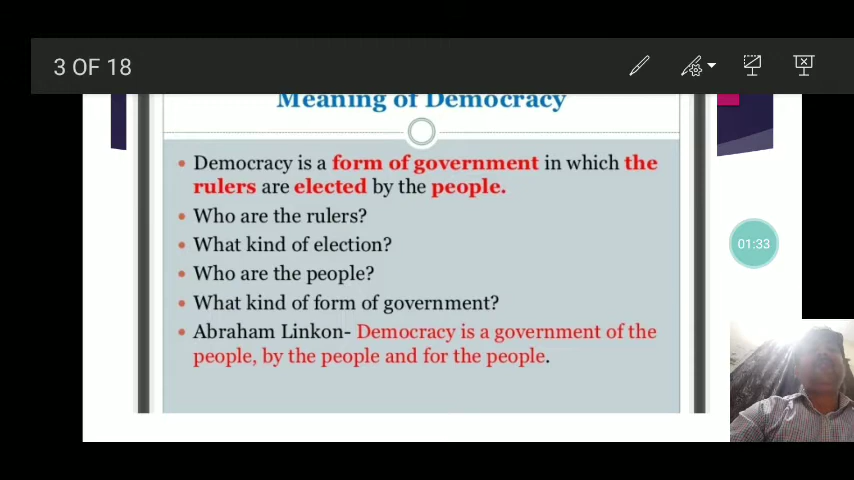 3 OF 18
Meaning of Democracy
• Democracy is a form of government in which the
rulers are elected by the people.
• Who are the rulers?
• What kind of election?
• Who are the people?
• What kind of form of government?
• Abraham Linkon- Democracy is a government of the
people, by the people and for the people.
01:33